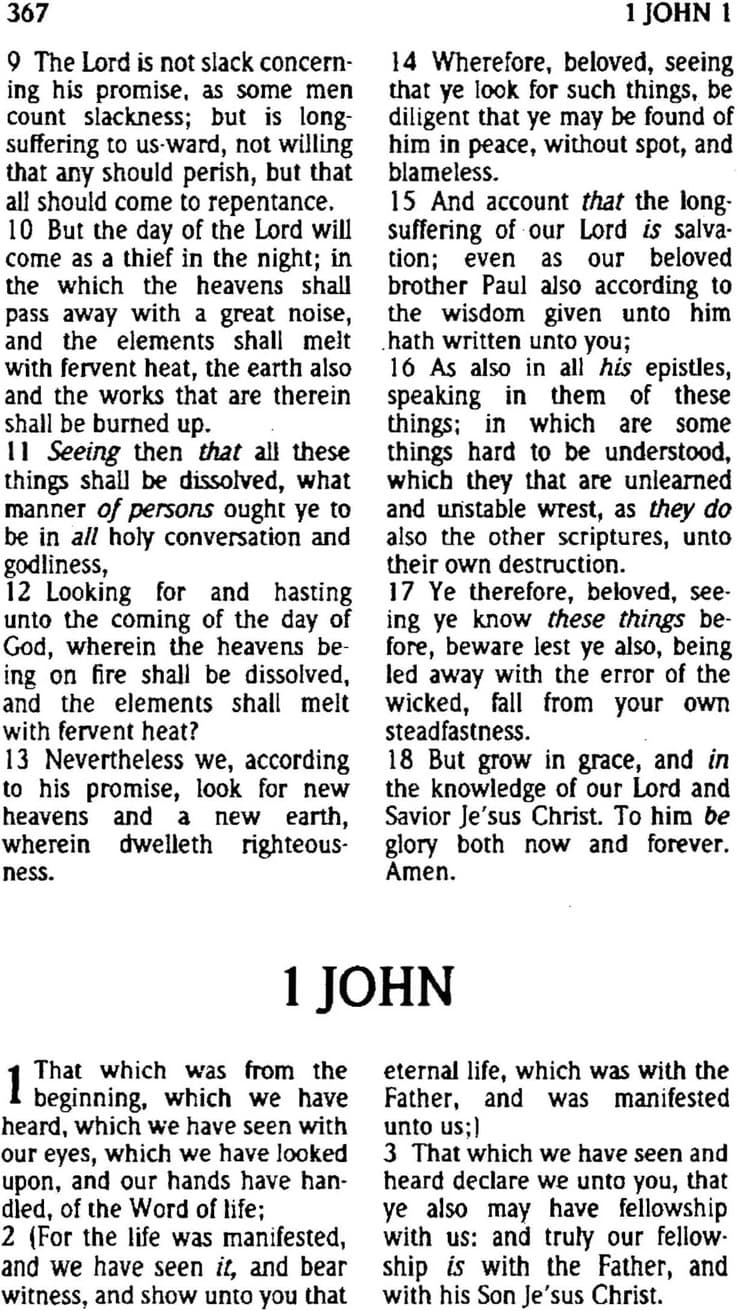 367
1 JOHN 1
9 The Lord is not slack concern-
ing his promise, as some men
count slackness; but is long-
suffering to us-ward, not willing
that any should perish, but that
all should come to repentance.
10 But the day of the Lord will
come as a thief in the night; in
the which the heavens shall
pass away with a great noise,
and the elements shall melt
with fervent heat, the earth also
and the works that are therein
shall be burned up.
11 Seeing then that all these
things shall be dissolved, what
manner of persons ought ye to
be in all holy conversation and
godliness,
12 Looking for and hasting
unto the coming of the day of
God, wherein the heavens be-
ing on fire shall be dissolved,
and the elements shall melt
with fervent heat?
13 Nevertheless we, according
to his promise, look for new
heavens and a new earth,
wherein dwelleth righteous-
ness.
14 Wherefore, beloved, seeing
that ye look for such things, be
diligent that ye may be found of
him in peace, without spot, and
blameless.
15 And account that the long-
suffering of our Lord is salva-
tion; even as our beloved
brother Paul also according to
the wisdom given unto him
hath written unto you;
16 As also in all his epistles,
speaking in them of these
things; in which are some
things hard to be understood,
which they that are unlearned
and unstable wrest, as they do
also the other scriptures, unto
their own destruction.
17 Ye therefore, beloved, see-
ing ye know these things be-
fore, beware lest ye also, being
led away with the error of the
wicked, fall from your own
steadfastness.
18 But grow in grace, and in
the knowledge of our Lord and
Savior Je'sus Christ. To him be
glory both now and forever.
Amen.
1 JOHN
1 That which was from the
beginning, which we have
heard, which we have seen with
our eyes, which we have looked
upon, and our hands have han-
dled, of the Word of life;
2 (For the life was manifested,
and we have seen it, and bear
witness, and show unto you that
eternal life, which was with the
Father, and was manifested
unto us;)
3 That which we have seen and
heard declare we unto you, that
ye also may have fellowship
with us: and truly our fellow-
ship is with the Father, and
with his Son Je'sus Christ.